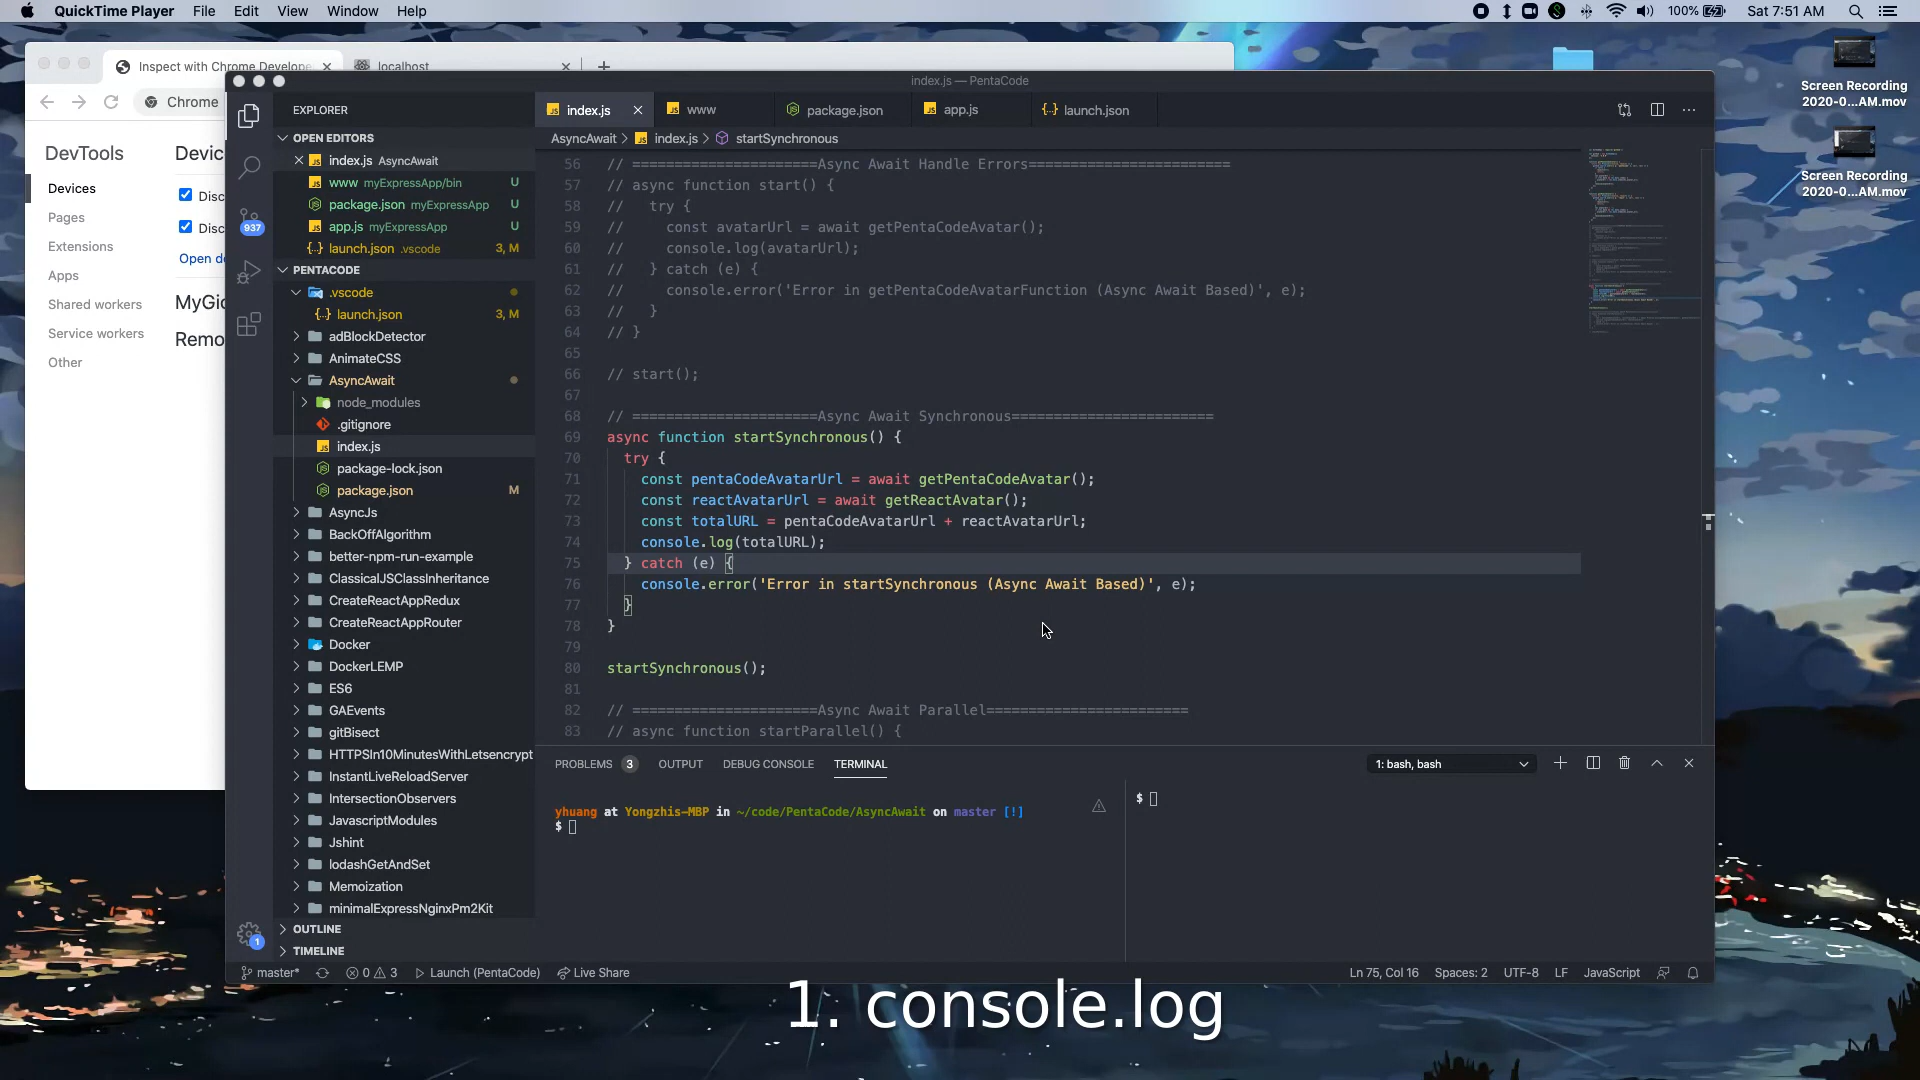 QuickTime Player File Edit View Window Help
100% Sat 7:51 AM
Inspect with Chrome Develope
localhost
Chrome
DevTools
Devices
Pages
Extensions
Apps
Shared workers
Service workers
Other
Devic
Disc
Disc
Open de
MyGi
Remo
Screen Recording
2020-0...AM.mov
Screen Recording
2020-0...AM.mov
index.js — PentaCode
EXPLORER
OPEN EDITORS
index.js AsyncAwait
www myExpressApp/bin U
package.json myExpressApp U
app.js myExpressApp U
launch.json .vscode 3, M
937
PENTACODE
.vscode
launch.json 3, M
adBlockDetector
AnimateCSS
AsyncAwait
node_modules
.gitignore
index.js
package-lock.json
package.json M
AsyncJs
BackOffAlgorithm
better-npm-run-example
ClassicalJSClassInheritance
CreateReactAppRedux
CreateReactAppRouter
Docker
DockerLEMP
ES6
GAEvents
gitBisect
HTTPSIn10MinutesWithLetsencrypt
InstantLiveReloadServer
IntersectionObservers
JavascriptModules
Jshint
lodashGetAndSet
Memoization
minimalExpressNginxPm2Kit
OUTLINE
TIMELINE
1
index.js www package.json app.js launch.json
AsyncAwait > index.js > startSynchronous
56 // ======================Async Await Handle Errors========================
57 // async function start() {
58 //   try {
59 //     const avatarUrl = await getPentaCodeAvatar();
60 //     console.log(avatarUrl);
61 //   } catch (e) {
62 //     console.error('Error in getPentaCodeAvatarFunction (Async Await Based)', e);
63 //   }
64 // }
65
66 // start();
67
68 // ======================Async Await Synchronous========================
69 async function startSynchronous() {
70   try {
71     const pentaCodeAvatarUrl = await getPentaCodeAvatar();
72     const reactAvatarUrl = await getReactAvatar();
73     const totalURL = pentaCodeAvatarUrl + reactAvatarUrl;
74     console.log(totalURL);
75   } catch (e) {
76     console.error('Error in startSynchronous (Async Await Based)', e);
77   }
78 }
79
80 startSynchronous();
81
82 // ======================Async Await Parallel========================
83 // async function startParallel() {
PROBLEMS 3 OUTPUT DEBUG CONSOLE TERMINAL
1: bash, bash
yhuang at Yongzhis-MBP in ~/code/PentaCode/AsyncAwait on master [!]
$
$
master* 0 3 Launch (PentaCode) Live Share
Ln 75, Col 16 Spaces: 2 UTF-8 LF JavaScript
1. console.log